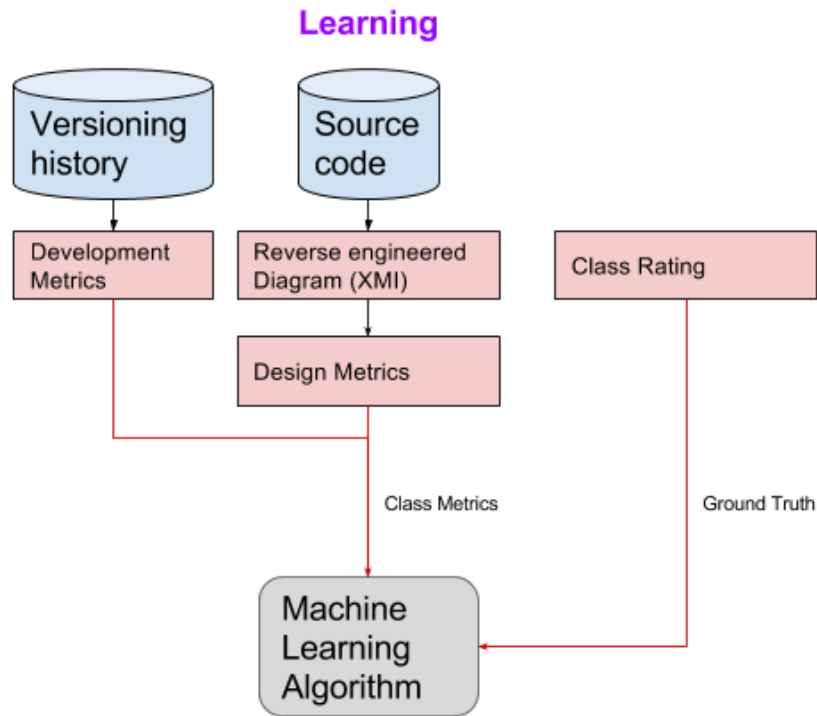 Learning
Versioning
history
Source
code
Development
Metrics
Reverse engineered
Diagram (XMI)
Class Rating
Design Metrics
Class Metrics
Ground Truth
Machine
Learning
Algorithm